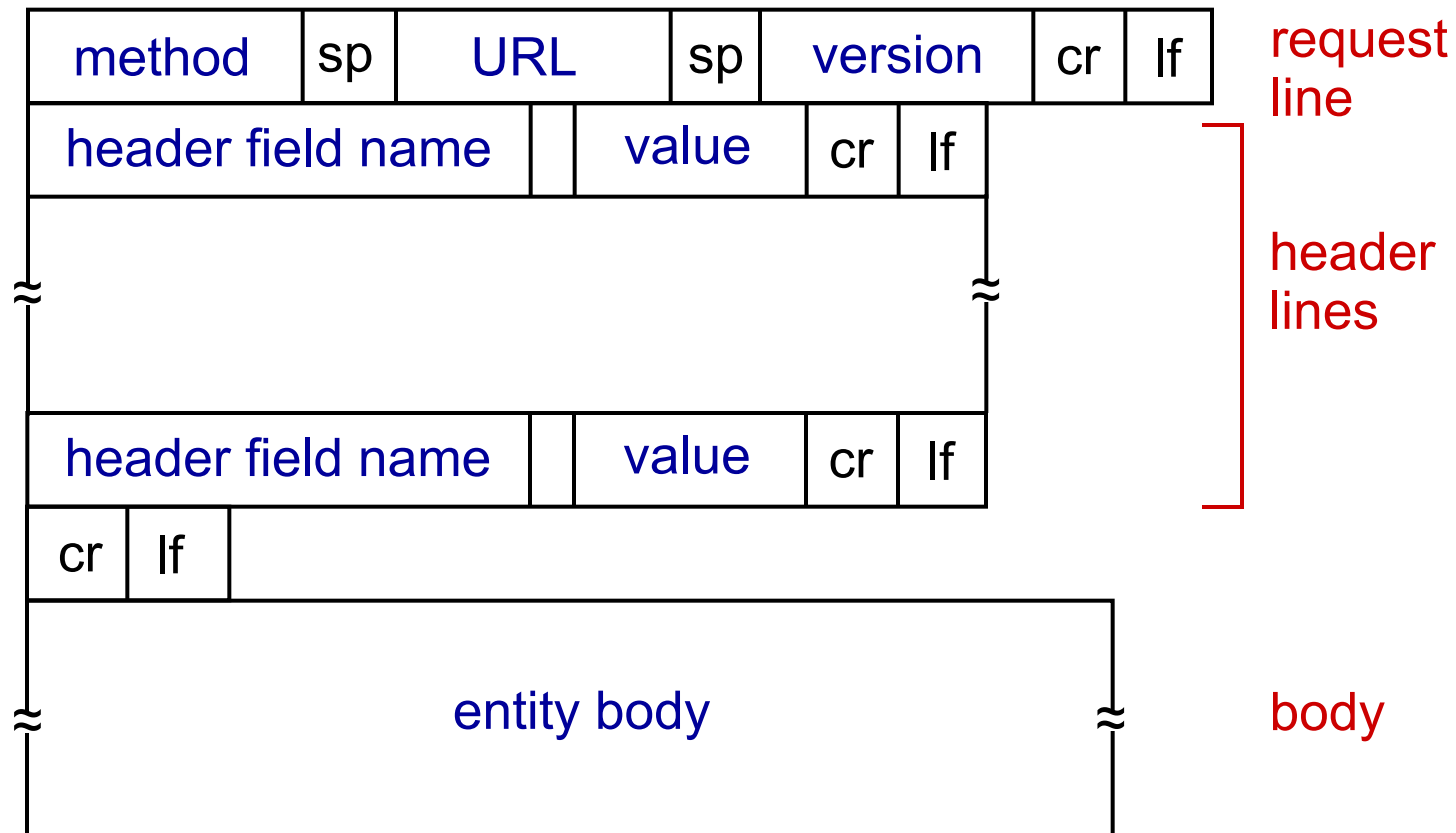 method sp URL sp version cr lf request
line
header field name value cr lf
header
lines
header field name value cr lf
cr lf
entity body body